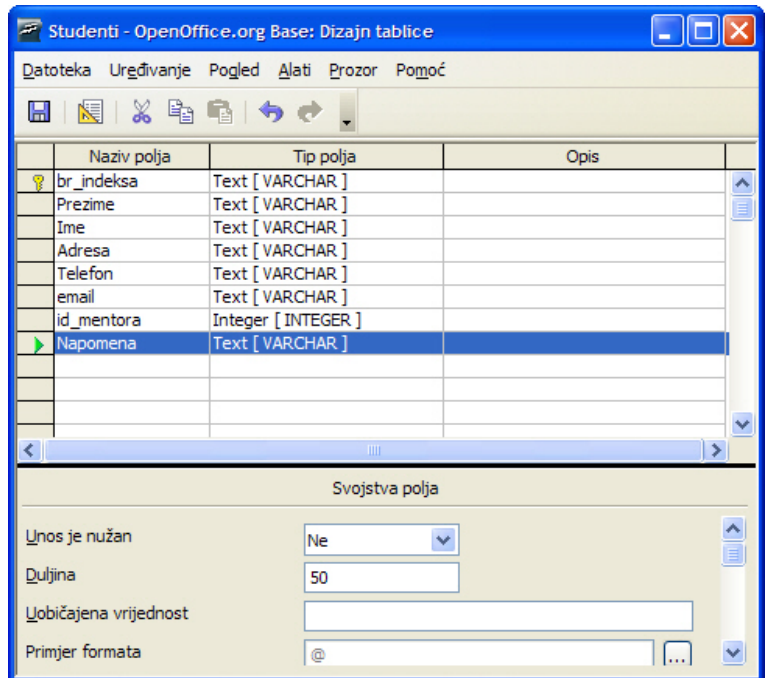 Studenti - OpenOffice.org Base: Dizajn tablice
Datoteka Uređivanje Pogled Alati Prozor Pomoć
Naziv polja Tip polja Opis
br_indeksa Text [ VARCHAR ]
Prezime Text [ VARCHAR ]
Ime Text [ VARCHAR ]
Adresa Text [ VARCHAR ]
Telefon Text [ VARCHAR ]
email Text [ VARCHAR ]
id_mentora Integer [ INTEGER ]
Napomena Text [ VARCHAR ]
Svojstva polja
Unos je nužan Ne
Duljina 50
Uobičajena vrijednost
Primjer formata @ ...